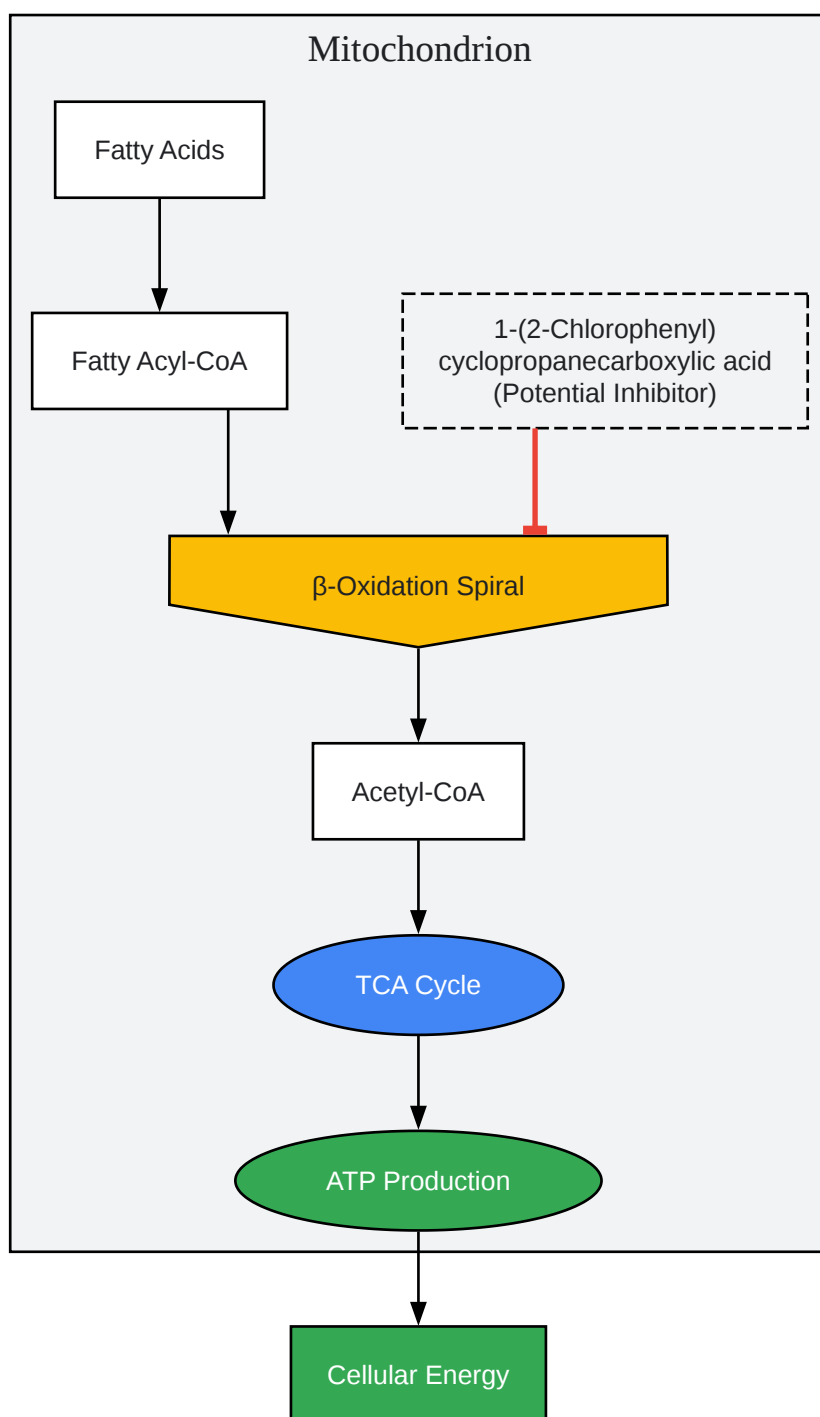 Mitochondrion
Fatty Acids
Fatty Acyl-CoA
1-(2-Chlorophenyl)
cyclopropanecarboxylic acid
(Potential Inhibitor)
β-Oxidation Spiral
Acetyl-CoA
TCA Cycle
ATP Production
Cellular Energy